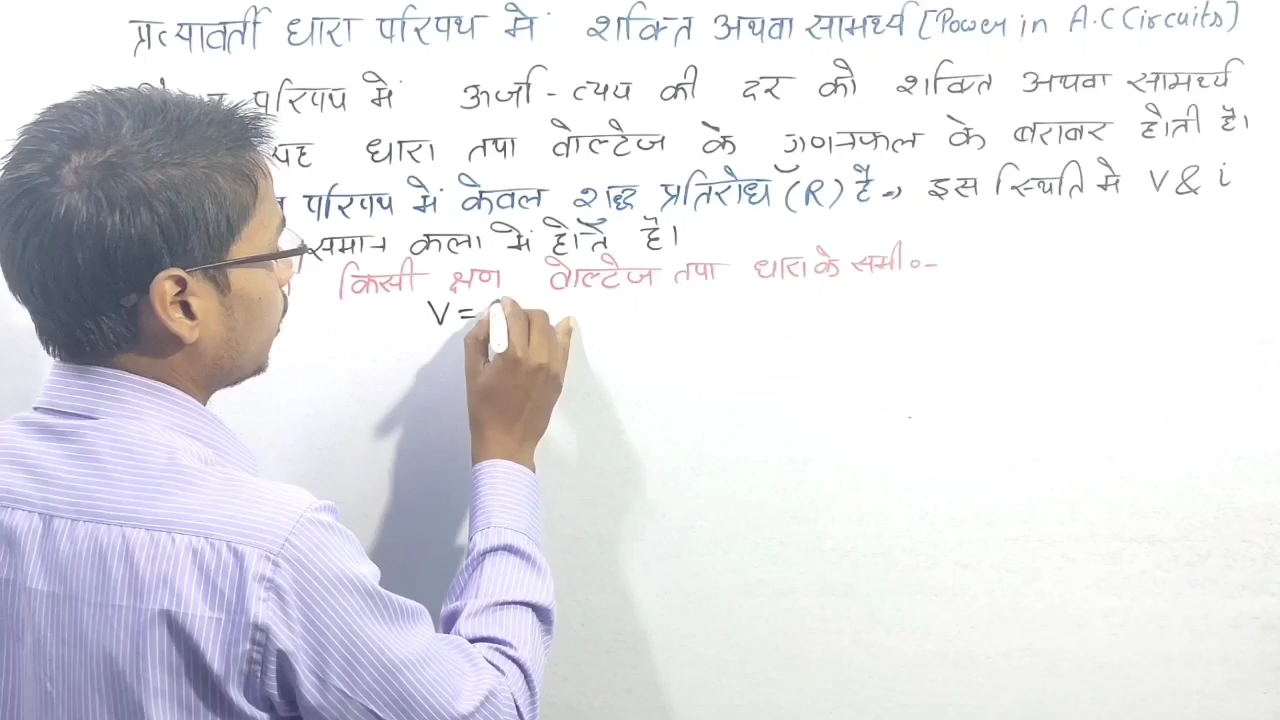 प्रत्यावर्ती धारा परिपथ में शक्ति अथवा सामर्थ्य [Power in A.C Circuits)
परिपथ में ऊर्जा - व्यय की दर को शक्ति अथवा सामर्थ्य
यह धारा तथा वोल्टेज के गुणनफल के बराबर होती है।
परिपथ में केवल शुद्ध प्रतिरोध (R) है → इस स्थिति में V & i
समान कला में होते हैं।
किसी क्षण वोल्टेज तथा धारा के समी०-
V =